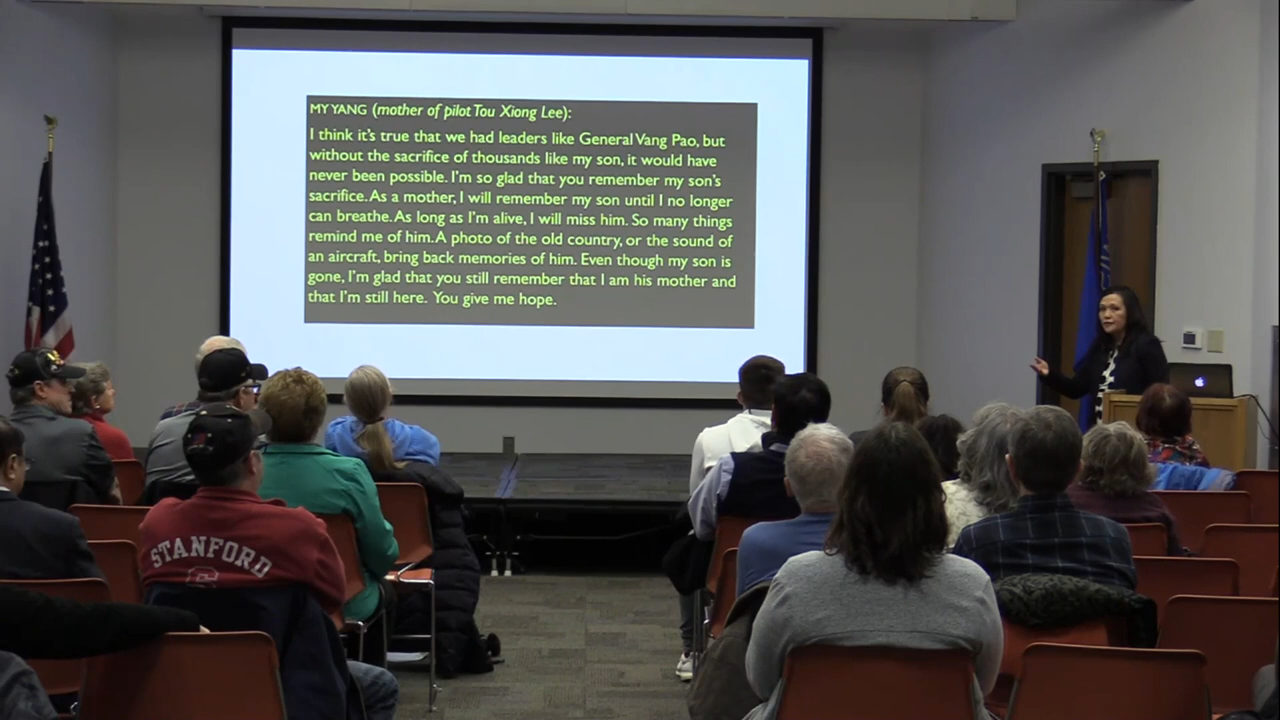 MY YANG (mother of pilot Tou Xiong Lee):
I think it's true that we had leaders like General Vang Pao, but
without the sacrifice of thousands like my son, it would have
never been possible. I'm so glad that you remember my son's
sacrifice. As a mother, I will remember my son until I no longer
can breathe. As long as I'm alive, I will miss him. So many things
remind me of him. A photo of the old country, or the sound of
an aircraft, bring back memories of him. Even though my son is
gone, I'm glad that you still remember that I am his mother and
that I'm still here. You give me hope.
STANFORD